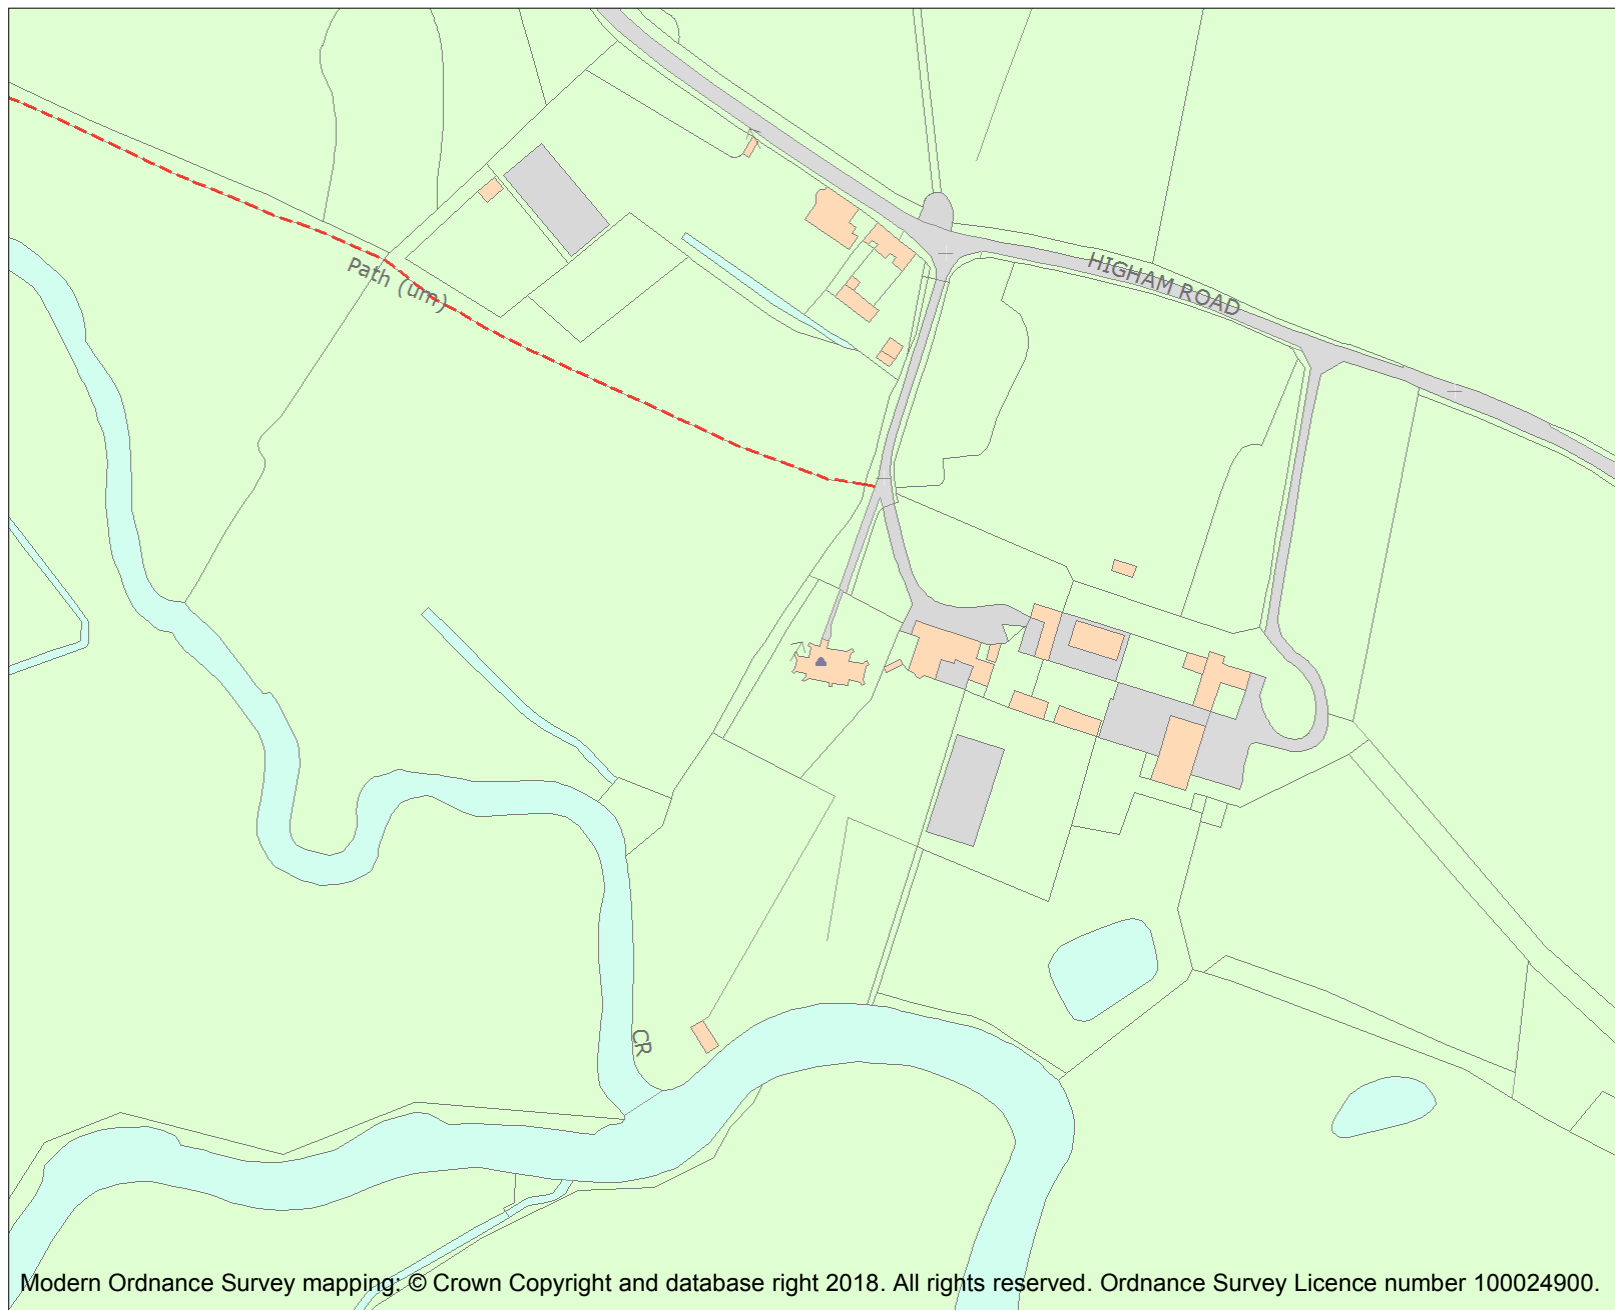 Path (um)
HIGHAM ROAD
CR
Modern Ordnance Survey mapping: © Crown Copyright and database right 2018. All rights reserved. Ordnance Survey Licence number 100024900.